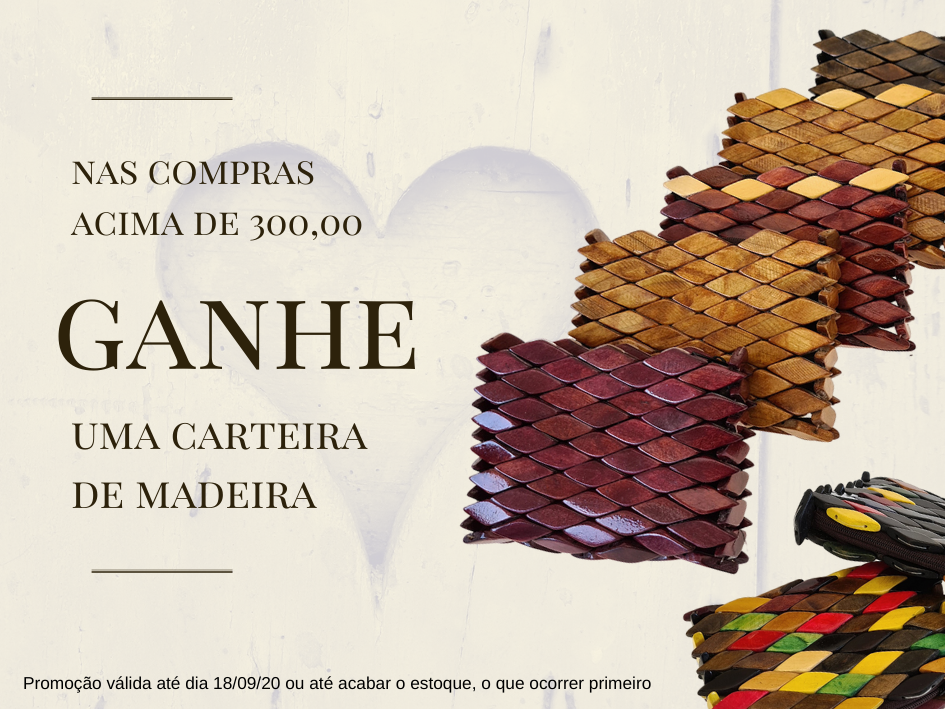 NAS COMPRAS
ACIMA DE 300,00
GANHE
UMA CARTEIRA
DE MADEIRA
Promoção válida até dia 18/09/20 ou até acabar o estoque, o que ocorrer primeiro